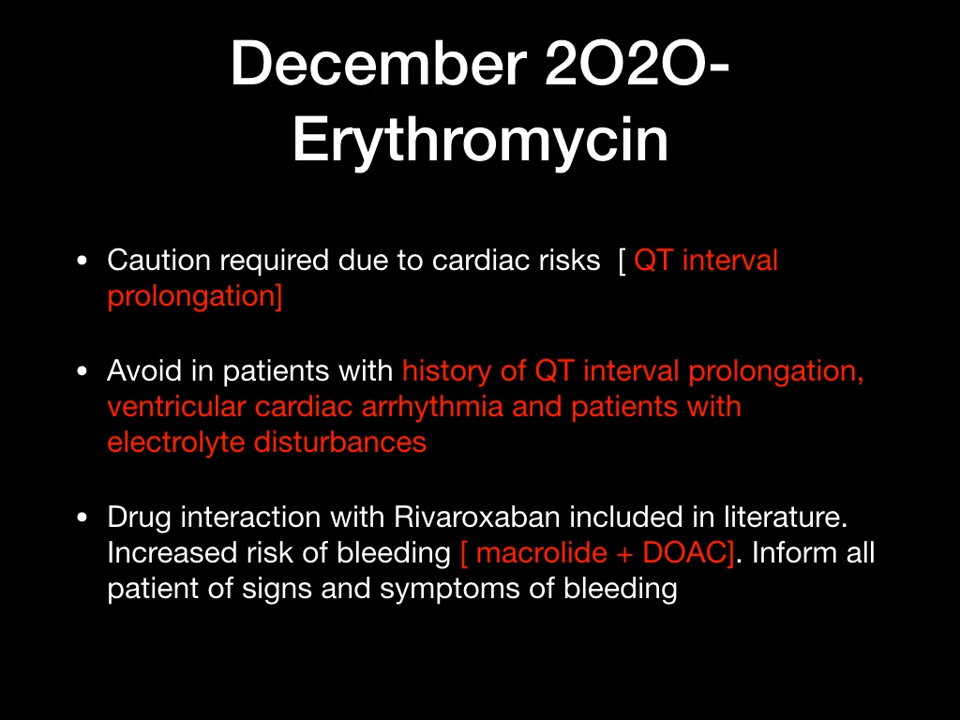 December 2O2O-
Erythromycin
• Caution required due to cardiac risks [ QT interval
prolongation]
• Avoid in patients with history of QT interval prolongation,
ventricular cardiac arrhythmia and patients with
electrolyte disturbances
• Drug interaction with Rivaroxaban included in literature.
Increased risk of bleeding [ macrolide + DOAC]. Inform all
patient of signs and symptoms of bleeding